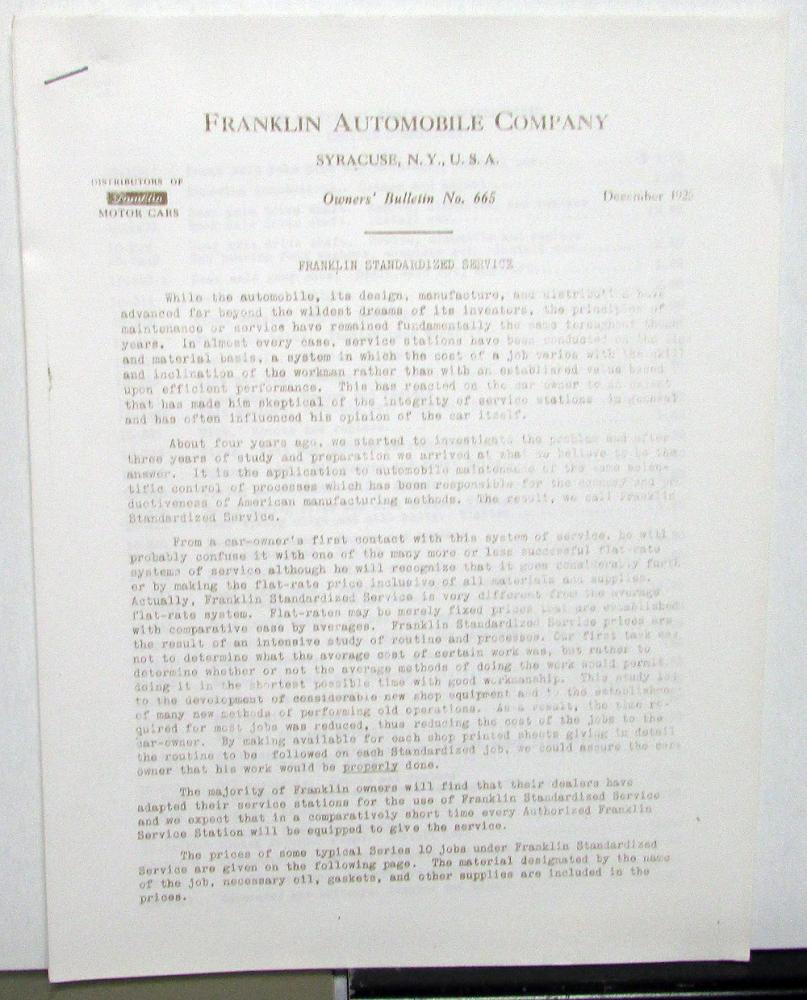 FRANKLIN AUTOMOBILE COMPANY
SYRACUSE, N. Y., U. S. A.
DISTRIBUTORS OF
Franklin
MOTOR CARS
Owners' Bulletin No. 665
December 1925
FRANKLIN STANDARDIZED SERVICE
While the automobile, its design, manufacture, and distribution have
advanced far beyond the wildest dreams of its inventors, the principles of
maintenance or service have remained fundamentally the same throughout
years. In almost every case, service stations have been conducted on the time
and material basis, a system in which the cost of a job varies with the skill
and inclination of the workman rather than with an established value based
upon efficient performance. This has reacted on the car owner to an extent
that has made him skeptical of the integrity of service stations in general
and has often influenced his opinion of the car itself.
About four years ago, we started to investigate the problem and after
three years of study and preparation we arrived at what we believe to be the
answer. It is the application to automobile maintenance of the same scien-
tific control of processes which has been responsible for the economy and pro
ductiveness of American manufacturing methods. The result, we call Franklin
Standardized Service.
From a car-owner's first contact with this system of service, he will
probably confuse it with one of the many more or less successful flat-rate
systems of service although he will recognize that it goes considerably furth
er by making the flat-rate price inclusive of all materials and supplies.
Actually, Franklin Standardized Service is very different from the average
flat-rate system. Flat-rates may be merely fixed prices that are established
with comparative ease by averages. Franklin Standardized Service prices are
the result of an intensive study of routine and processes. Our first task was
not to determine what the average cost of certain work was, but rather to
determine whether or not the average methods of doing the work would permit
doing it in the shortest possible time with good workmanship. This study led
to the development of considerable new shop equipment and to the establishment
of many new methods of performing old operations. As a result, the time re-
quired for most jobs was reduced, thus reducing the cost of the jobs to the
car-owner. By making available for each shop printed sheets giving in detail
the routine to be followed on each Standardized job, we could assure the car-
owner that his work would be properly done.
The majority of Franklin owners will find that their dealers have
adapted their service stations for the use of Franklin Standardized Service
and we expect that in a comparatively short time every Authorized Franklin
Service Station will be equipped to give the service.
The prices of some typical Series 10 jobs under Franklin Standardized
Service are given on the following page. The material designated by the name
of the job, necessary oil, gaskets, and other supplies are included in the
prices.